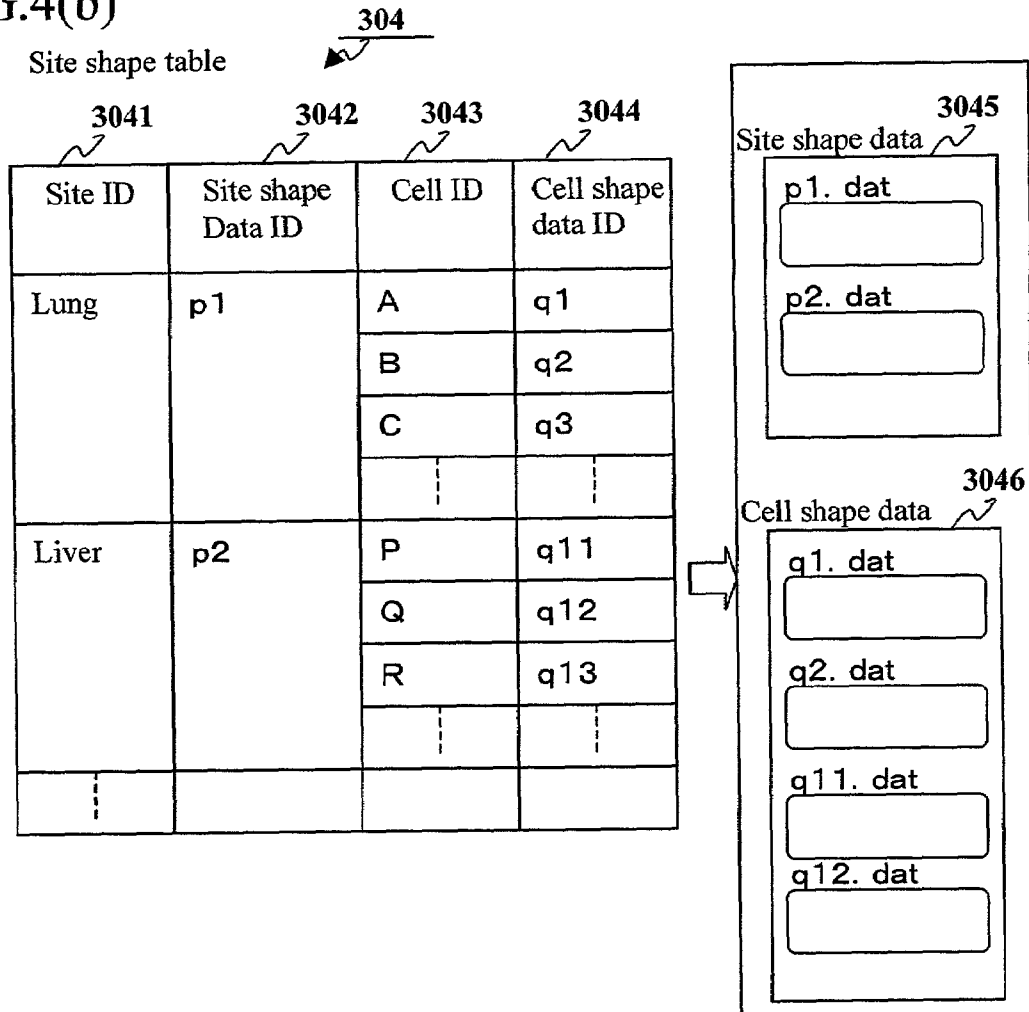 .4(b)
304
Site shape table
3041 3042 3043 3044
Site ID Site shape Data ID Cell ID Cell shape data ID
Lung p1 A q1
B q2
C q3
Liver p2 P q11
Q q12
R q13
3045
Site shape data
p1. dat
p2. dat
3046
Cell shape data
q1. dat
q2. dat
q11. dat
q12. dat